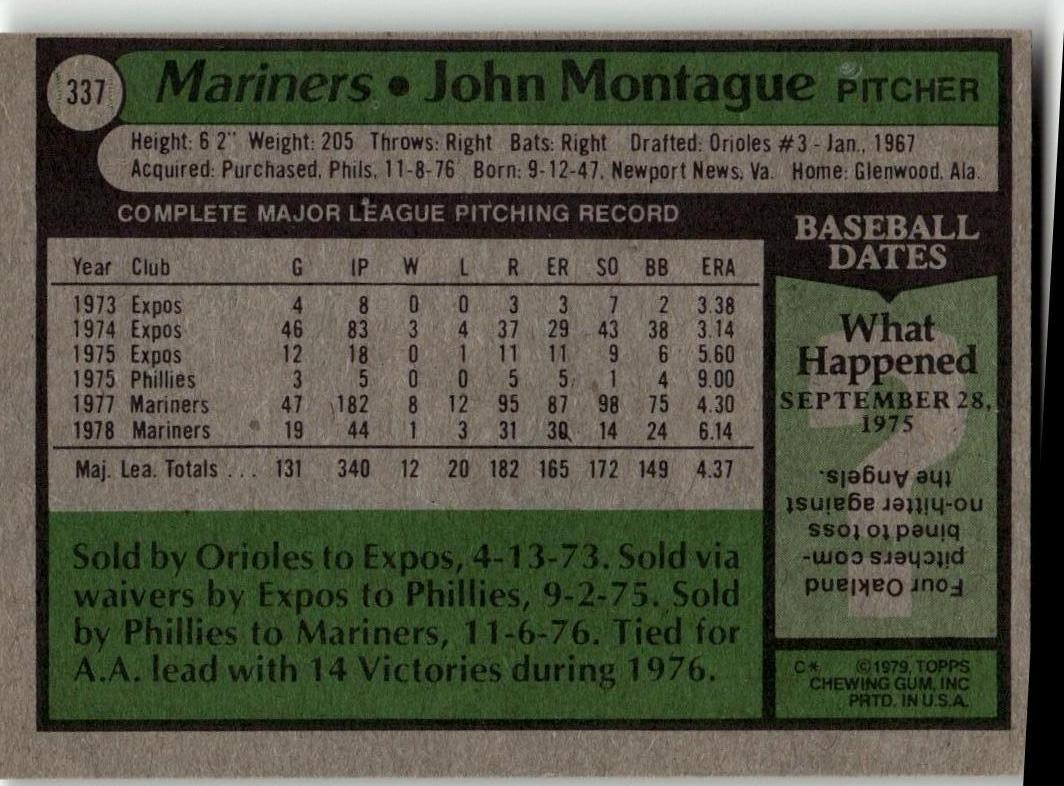 337
Mariners • John Montague PITCHER
Height: 6 2" Weight: 205 Throws: Right Bats: Right Drafted: Orioles #3 - Jan., 1967
Acquired: Purchased, Phils, 11-8-76 Born: 9-12-47, Newport News, Va. Home: Glenwood, Ala.
COMPLETE MAJOR LEAGUE PITCHING RECORD
Year Club G IP W L R ER SO BB ERA
1973 Expos 4 8 0 0 3 3 7 2 3.38
1974 Expos 46 83 3 4 37 29 43 38 3.14
1975 Expos 12 18 0 1 11 11 9 6 5.60
1975 Phillies 3 5 0 0 5 5 1 4 9.00
1977 Mariners 47 182 8 12 95 87 98 75 4.30
1978 Mariners 19 44 1 3 31 30 14 24 6.14
Maj. Lea. Totals . . . 131 340 12 20 182 165 172 149 4.37
Sold by Orioles to Expos, 4-13-73. Sold via
waivers by Expos to Phillies, 9-2-75. Sold
by Phillies to Mariners, 11-6-76. Tied for
A.A. lead with 14 Victories during 1976.
BASEBALL
DATES
What
Happened
SEPTEMBER 28,
1975
Four Oakland
pitchers com-
bined to toss
no-hitter against
the Angels.
C* ©1979, TOPPS
CHEWING GUM, INC
PRTD. IN U.S.A.